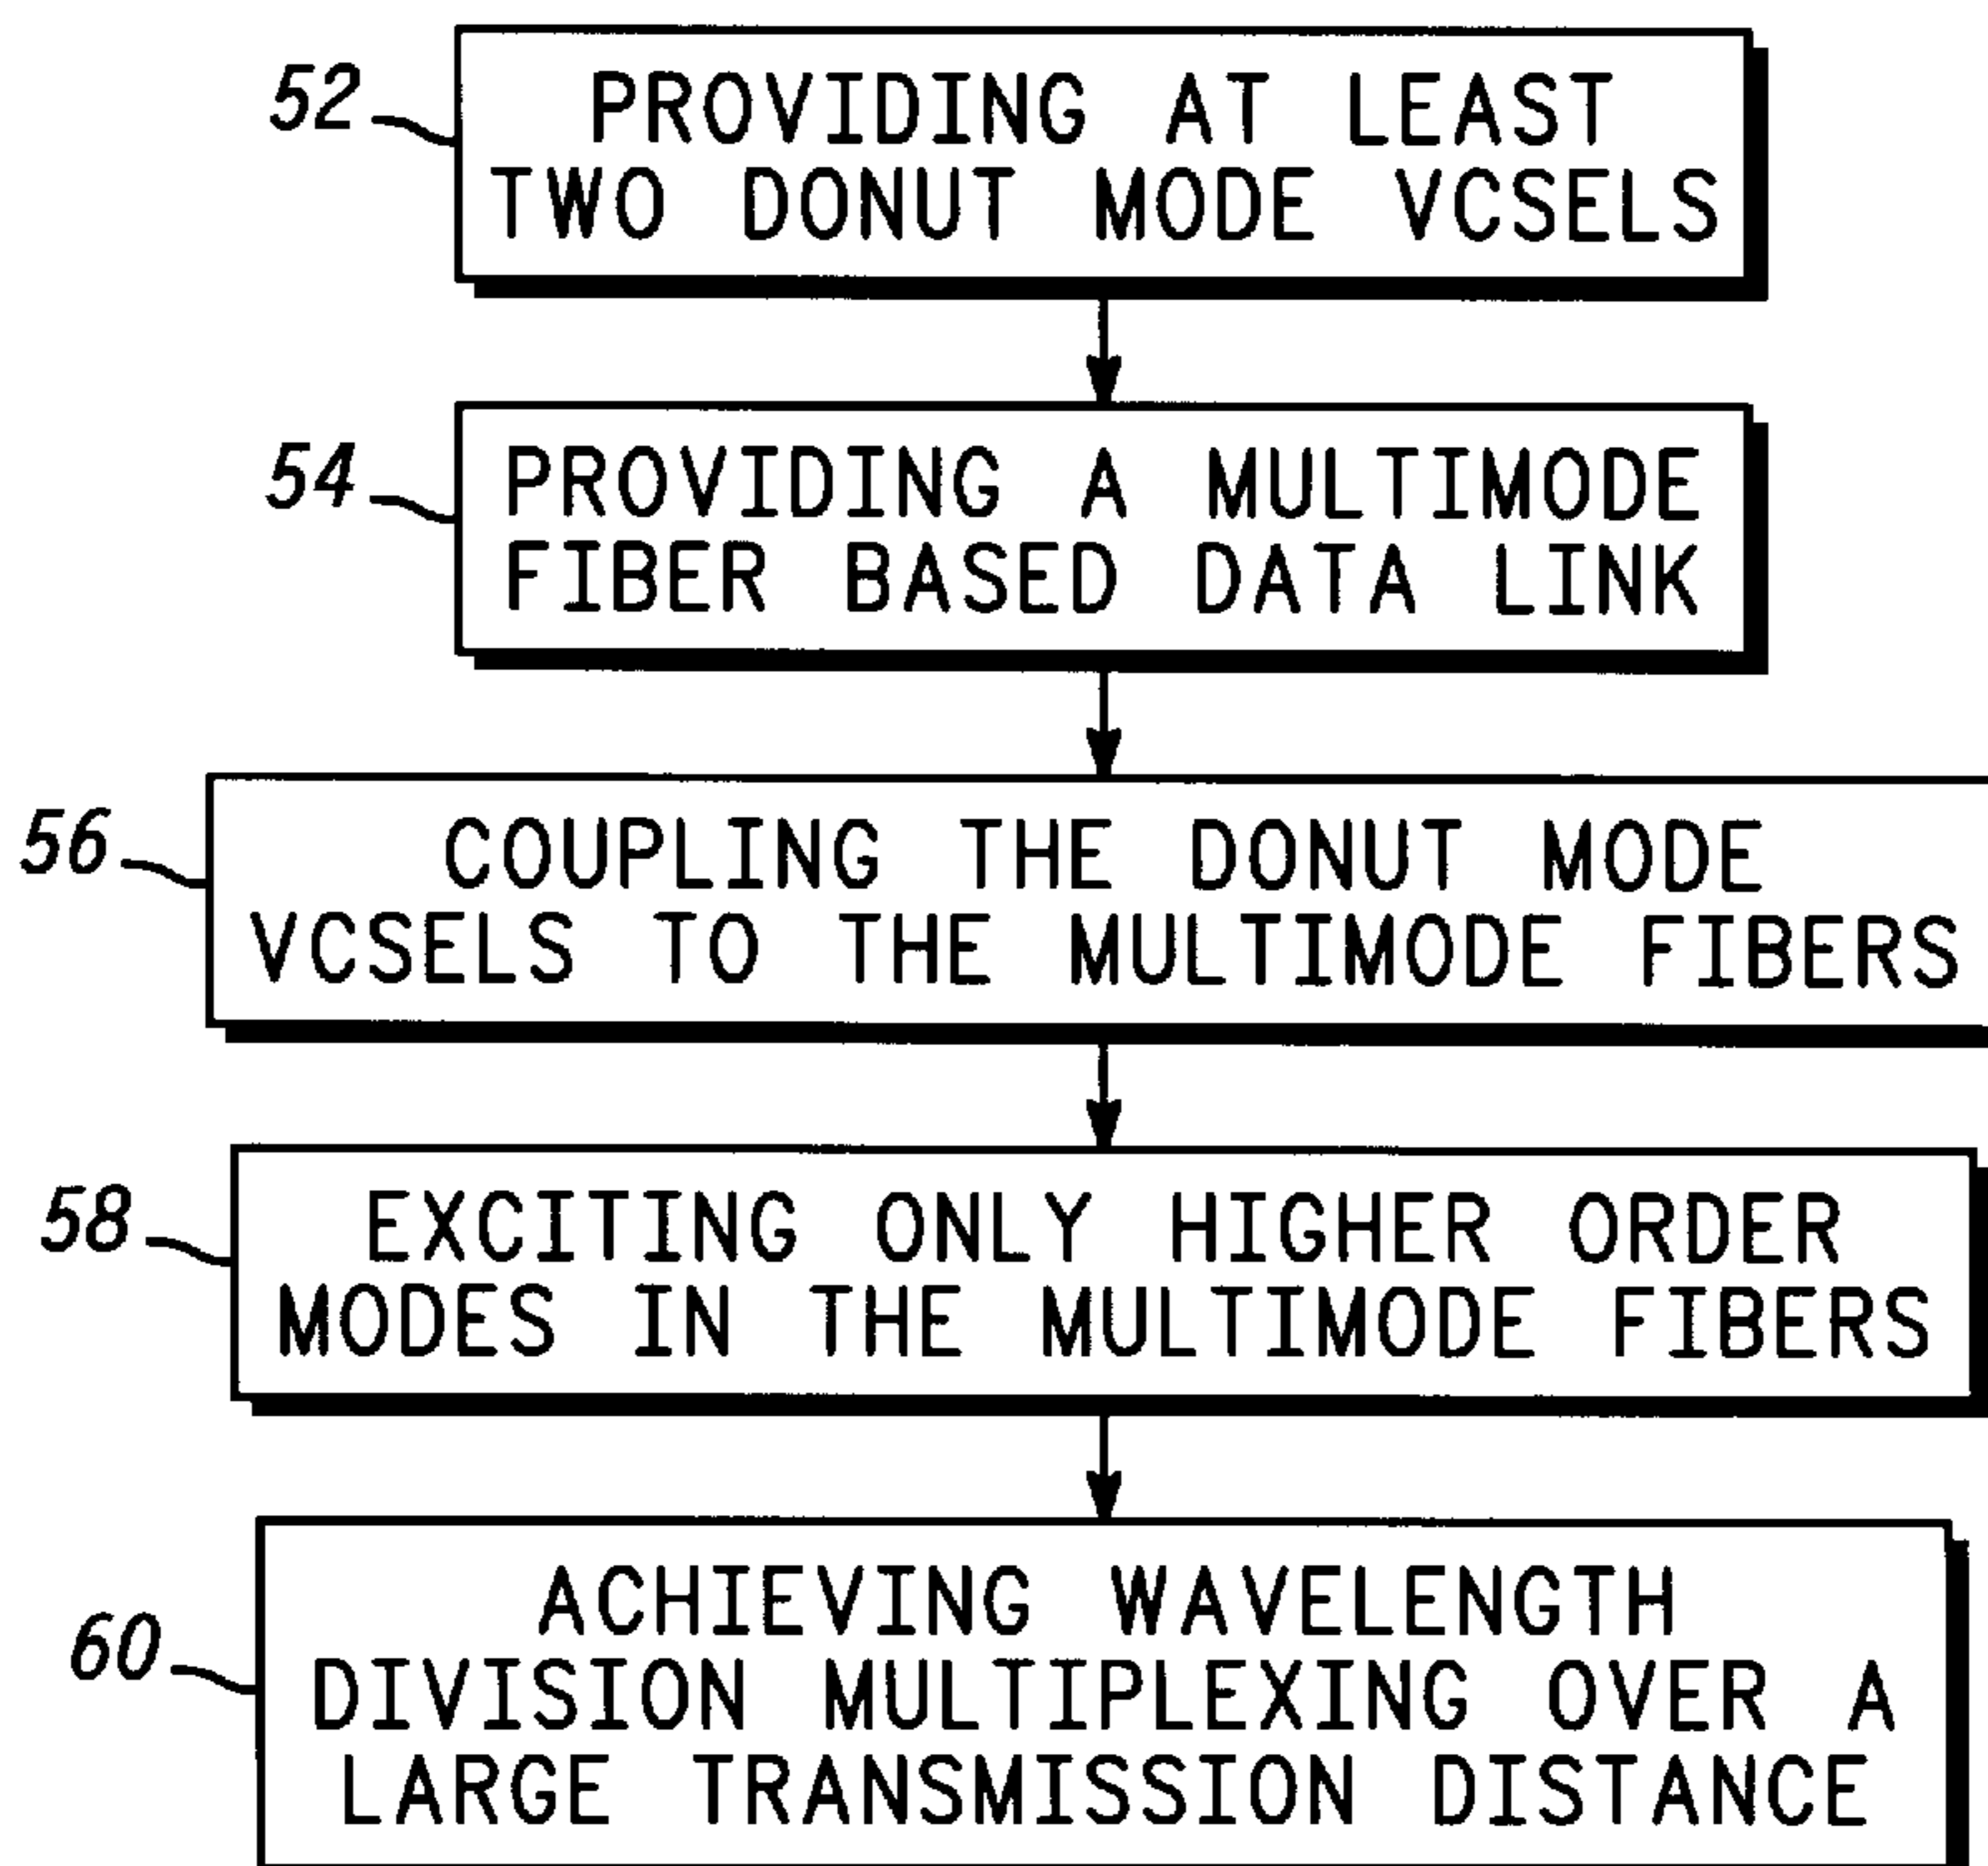 52
PROVIDING AT LEAST
TWO DONUT MODE VCSELS
54
PROVIDING A MULTIMODE
FIBER BASED DATA LINK
56
COUPLING THE DONUT MODE
VCSELS TO THE MULTIMODE FIBERS
58
EXCITING ONLY HIGHER ORDER
MODES IN THE MULTIMODE FIBERS
60
ACHIEVING WAVELENGTH
DIVISION MULTIPLEXING OVER A
LARGE TRANSMISSION DISTANCE